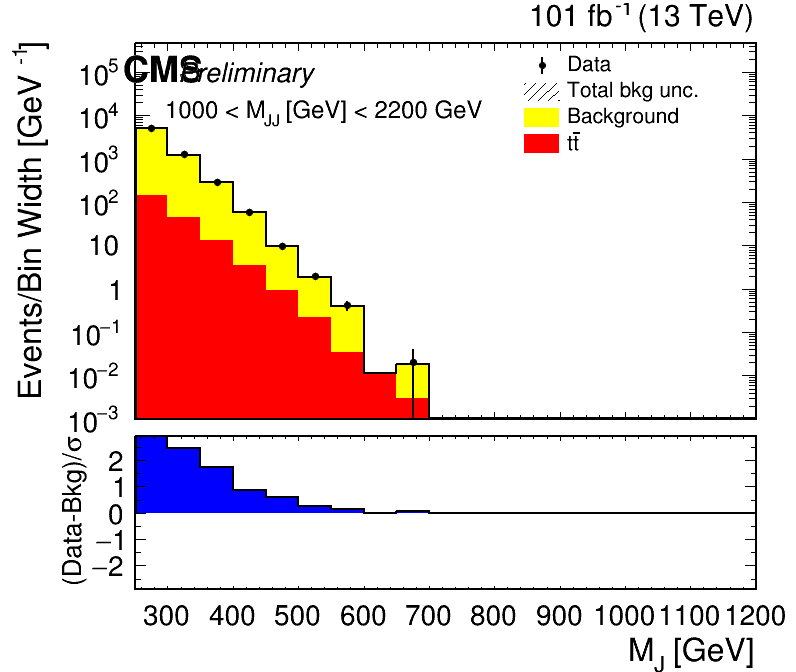 101 fb⁻¹ (13 TeV)
CMS Preliminary
1000 < M_JJ [GeV] < 2200 GeV
Data
Total bkg unc.
Background
tt̄
Events/Bin Width [GeV⁻¹]
10⁵
10⁴
10³
10²
10
1
10⁻¹
10⁻²
10⁻³
(Data-Bkg)/σ
2
1
0
−1
−2
300 400 500 600 700 800 900 1000 1100 1200
M_J [GeV]